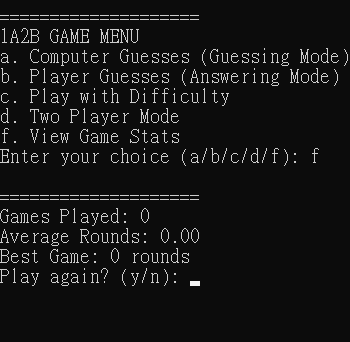 ====================
1A2B GAME MENU
a. Computer Guesses (Guessing Mode)
b. Player Guesses (Answering Mode)
c. Play with Difficulty
d. Two Player Mode
f. View Game Stats
Enter your choice (a/b/c/d/f): f
====================
Games Played: 0
Average Rounds: 0.00
Best Game: 0 rounds
Play again? (y/n):